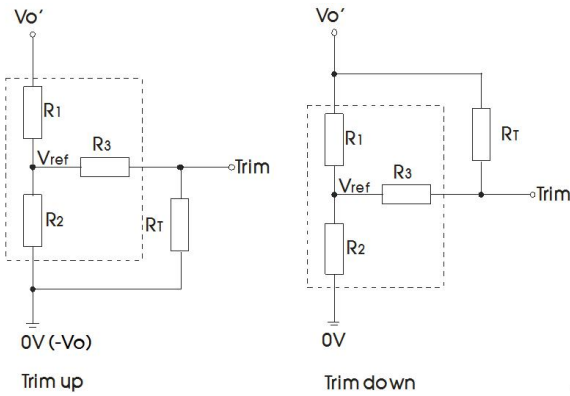 Vo'
R1
R3
Vref
Trim
R2
RT
0V (-Vo)
Trim up
Vo'
R1
RT
R3
Vref
Trim
R2
0V
Trim down